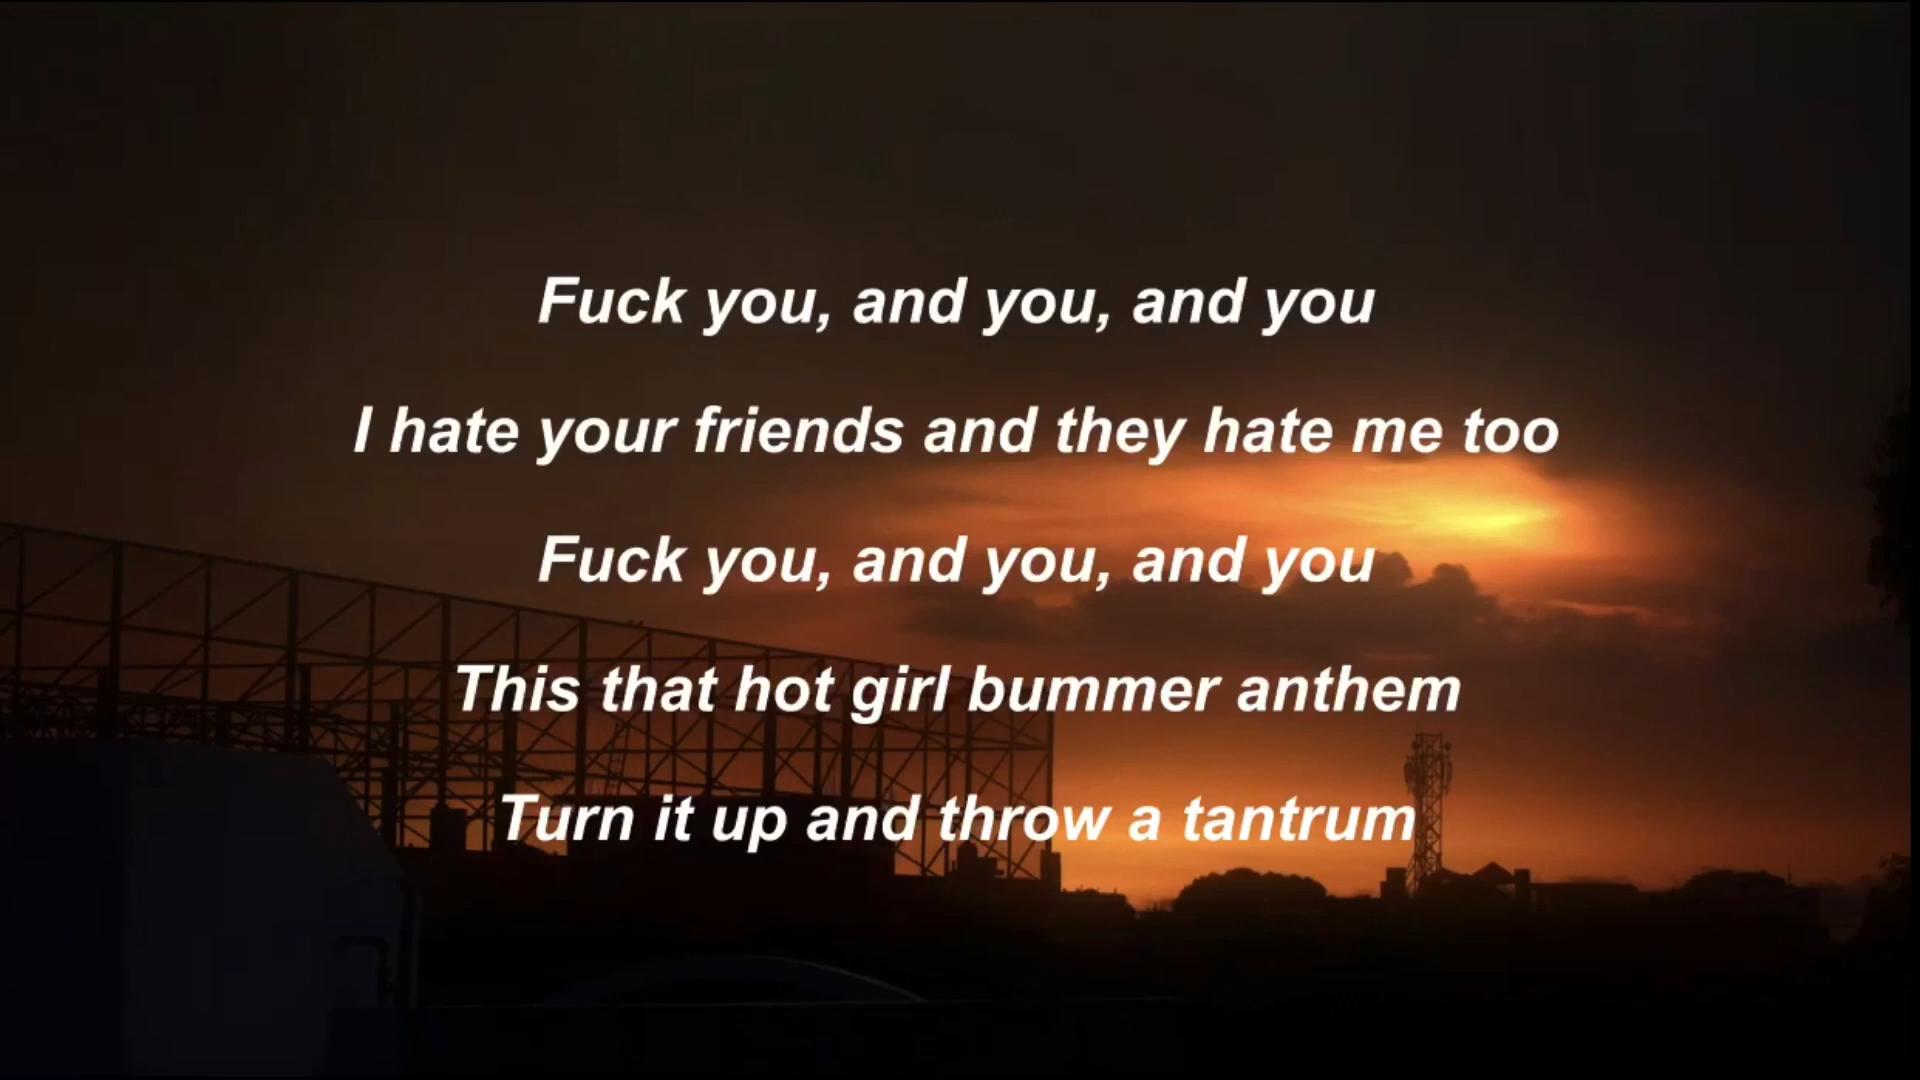 Fuck you, and you, and you
I hate your friends and they hate me too
Fuck you, and you, and you
This that hot girl bummer anthem
Turn it up and throw a tantrum